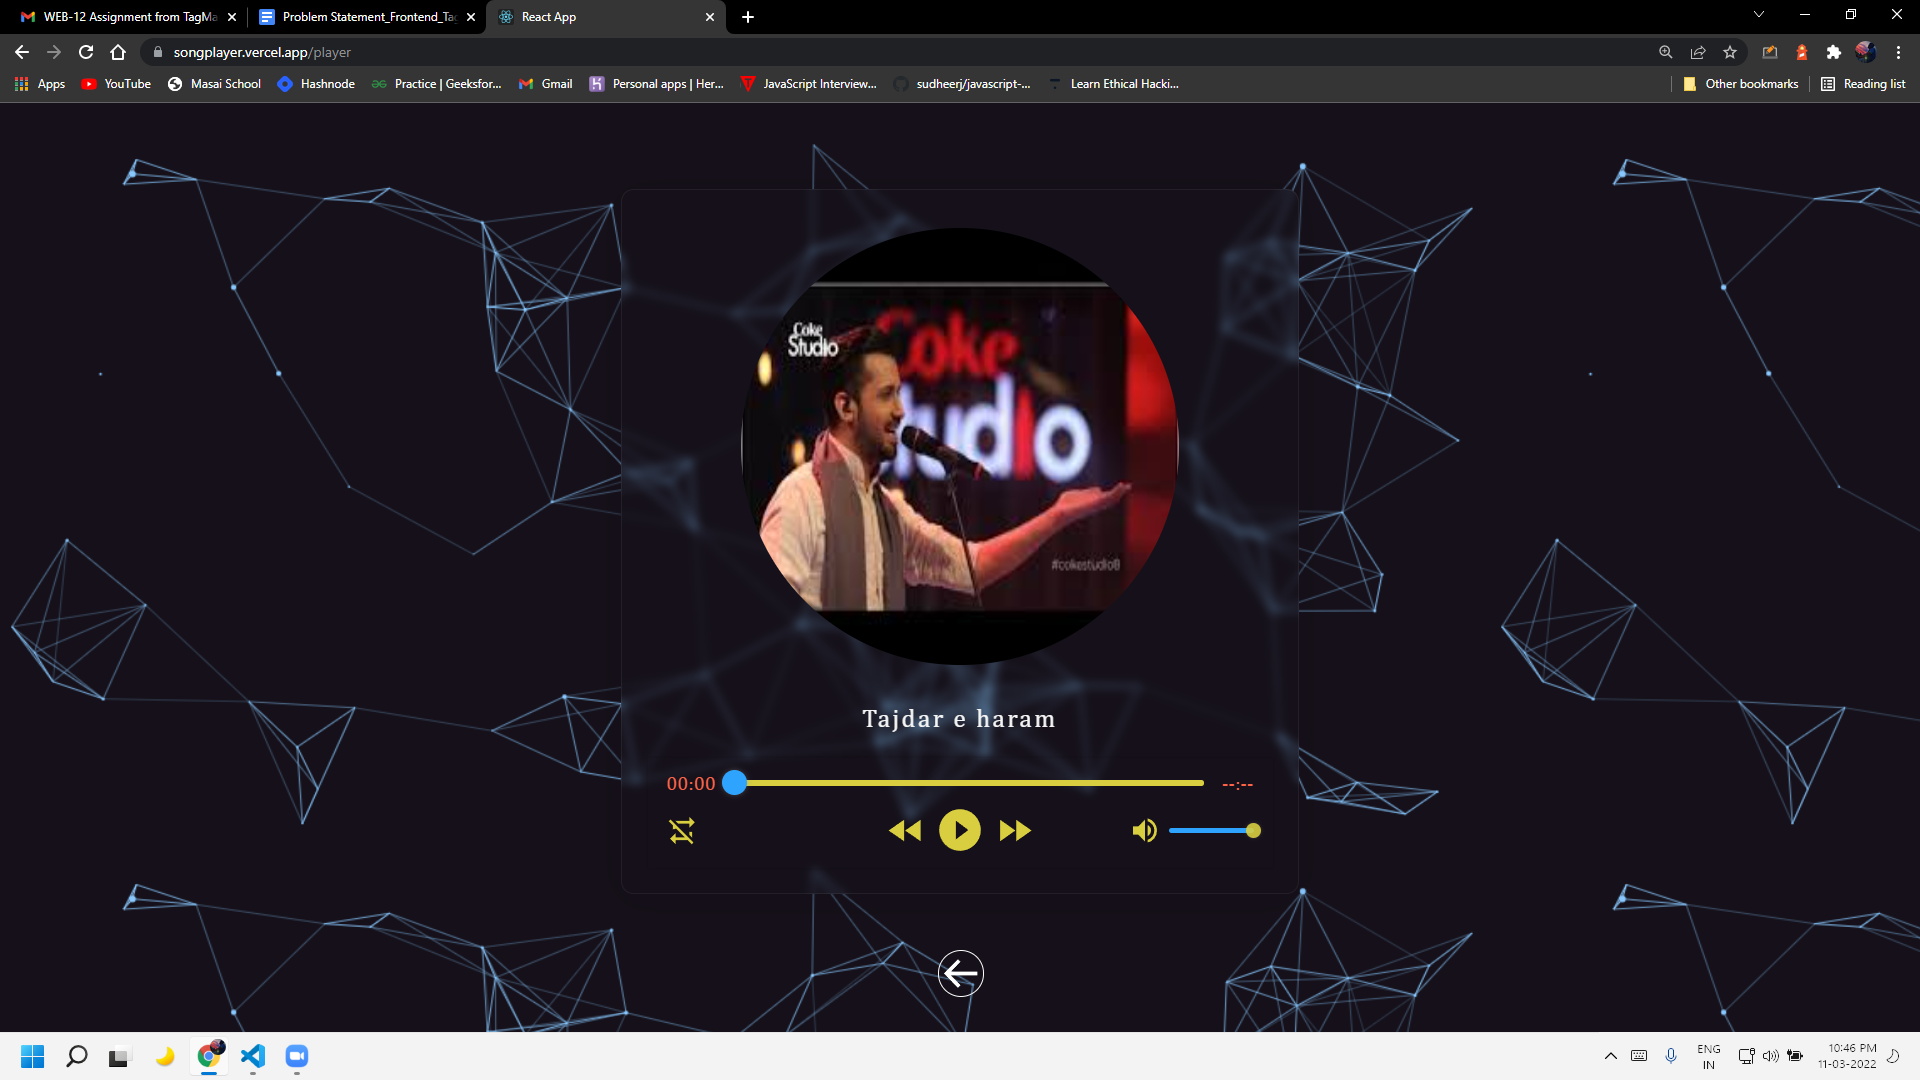 WEB-12 Assignment from TagMa
Problem Statement_Frontend_Tag
React App
songplayer.vercel.app/player
Apps
YouTube
Masai School
Hashnode
Practice | Geeksfor...
Gmail
Personal apps | Her...
JavaScript Interview...
sudheerj/javascript-...
Learn Ethical Hacki...
Other bookmarks
Reading list
Coke
Studio
Coke
studio
#cokestudio8
Tajdar e haram
00:00
--:--
ENG
IN
10:46 PM
11-03-2022